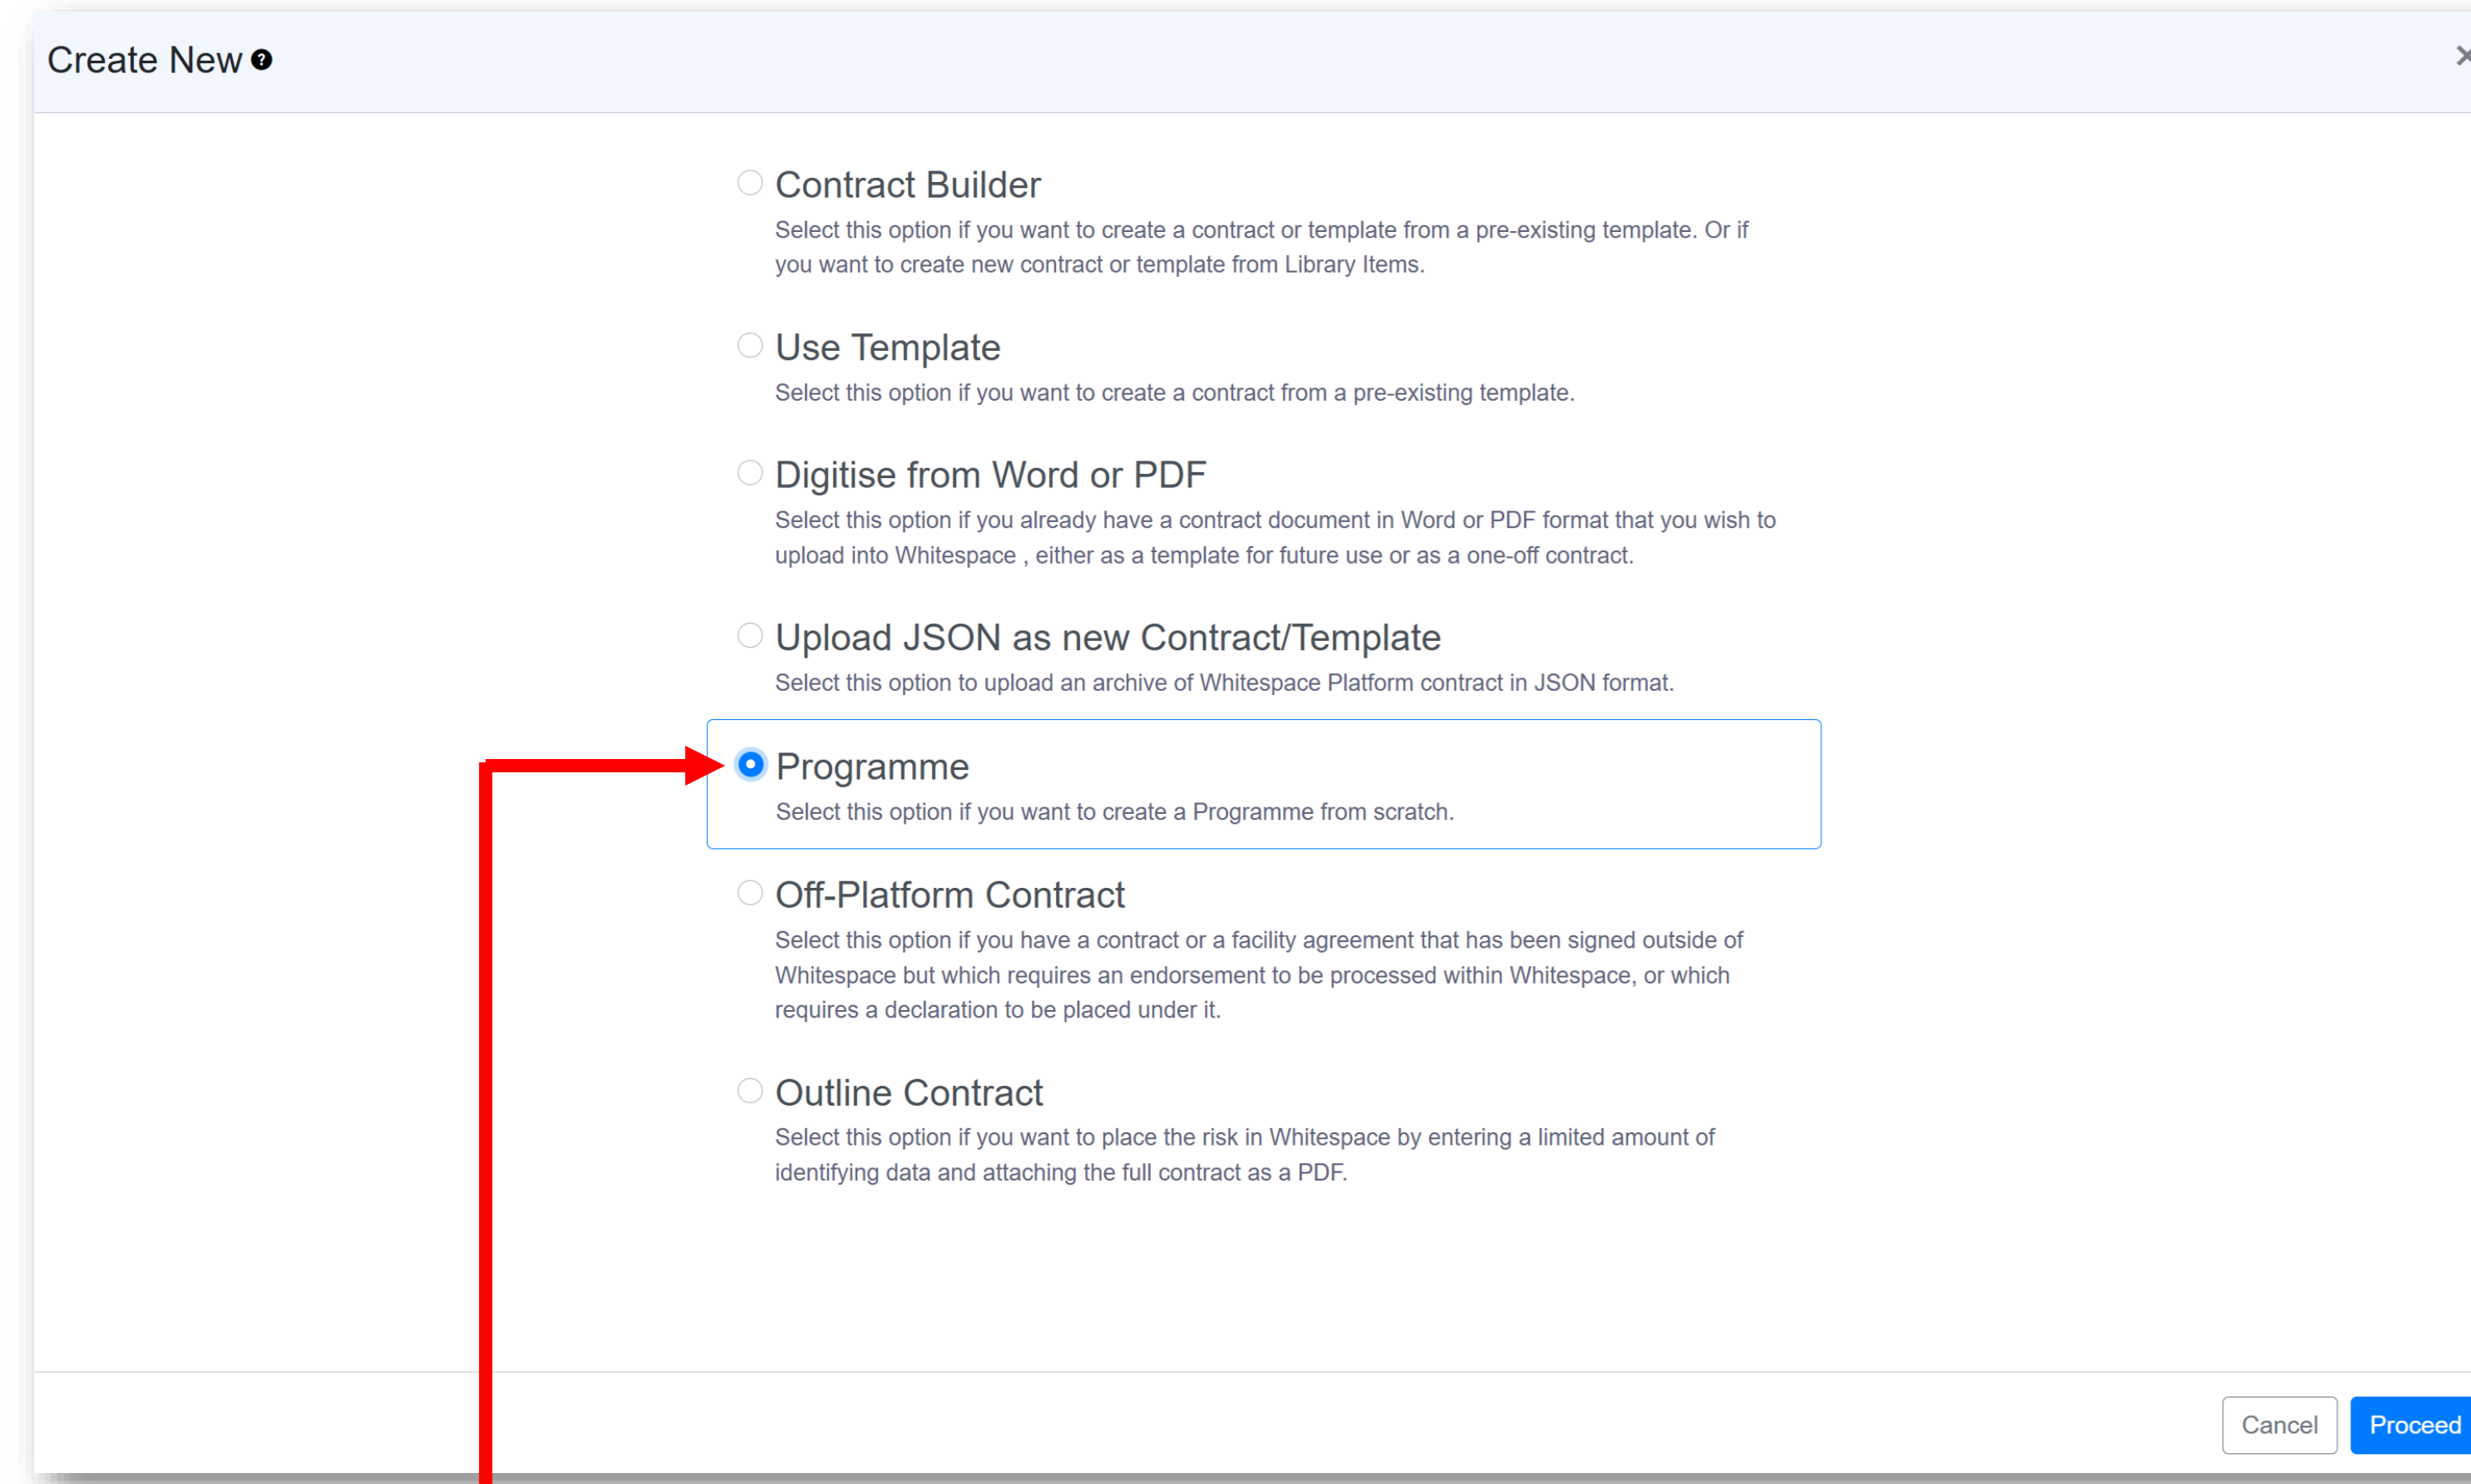 Create New
Contract Builder
Select this option if you want to create a contract or template from a pre-existing template. Or if
you want to create new contract or template from Library Items.
Use Template
Select this option if you want to create a contract from a pre-existing template.
Digitise from Word or PDF
Select this option if you already have a contract document in Word or PDF format that you wish to
upload into Whitespace , either as a template for future use or as a one-off contract.
Upload JSON as new Contract/Template
Select this option to upload an archive of Whitespace Platform contract in JSON format.
Programme
Select this option if you want to create a Programme from scratch.
Off-Platform Contract
Select this option if you have a contract or a facility agreement that has been signed outside of
Whitespace but which requires an endorsement to be processed within Whitespace, or which
requires a declaration to be placed under it.
Outline Contract
Select this option if you want to place the risk in Whitespace by entering a limited amount of
identifying data and attaching the full contract as a PDF.
Cancel Proceed